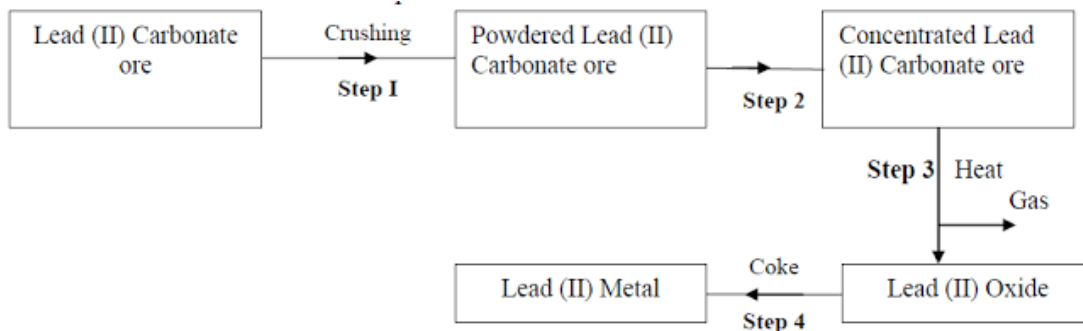 Lead (II) Carbonate
ore
Crushing
Step I
Powdered Lead (II)
Carbonate ore
Step 2
Concentrated Lead
(II) Carbonate ore
Step 3
Heat
Gas
Lead (II) Oxide
Coke
Step 4
Lead (II) Metal